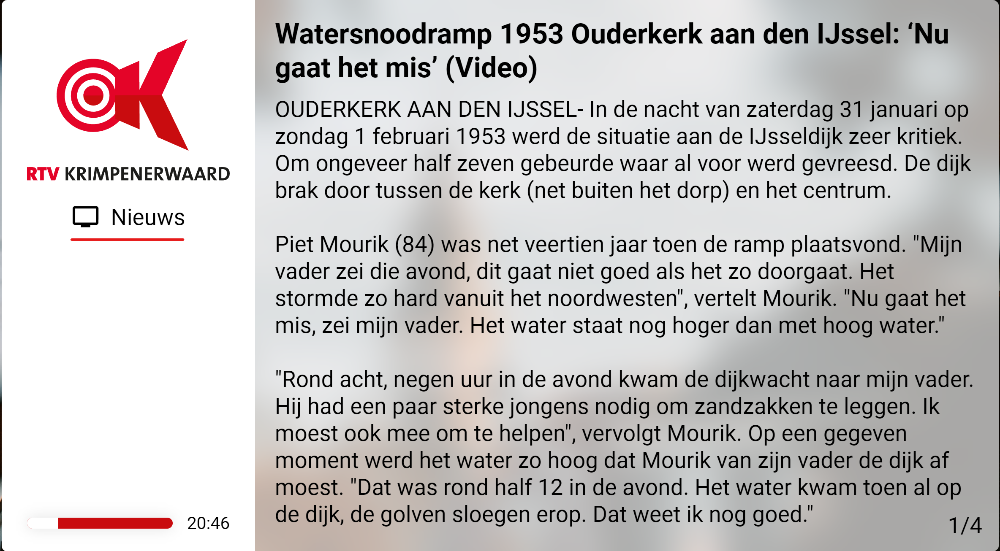 OK
RTV KRIMPENERWAARD
Nieuws
20:46
Watersnoodramp 1953 Ouderkerk aan den IJssel: ‘Nu
gaat het mis’ (Video)
OUDERKERK AAN DEN IJSSEL- In de nacht van zaterdag 31 januari op
zondag 1 februari 1953 werd de situatie aan de IJsseldijk zeer kritiek.
Om ongeveer half zeven gebeurde waar al voor werd gevreesd. De dijk
brak door tussen de kerk (net buiten het dorp) en het centrum.
Piet Mourik (84) was net veertien jaar toen de ramp plaatsvond. "Mijn
vader zei die avond, dit gaat niet goed als het zo doorgaat. Het
stormde zo hard vanuit het noordwesten", vertelt Mourik. "Nu gaat het
mis, zei mijn vader. Het water staat nog hoger dan met hoog water."
"Rond acht, negen uur in de avond kwam de dijkwacht naar mijn vader.
Hij had een paar sterke jongens nodig om zandzakken te leggen. Ik
moest ook mee om te helpen", vervolgt Mourik. Op een gegeven
moment werd het water zo hoog dat Mourik van zijn vader de dijk af
moest. "Dat was rond half 12 in de avond. Het water kwam toen al op
de dijk, de golven sloegen erop. Dat weet ik nog goed."
1/4